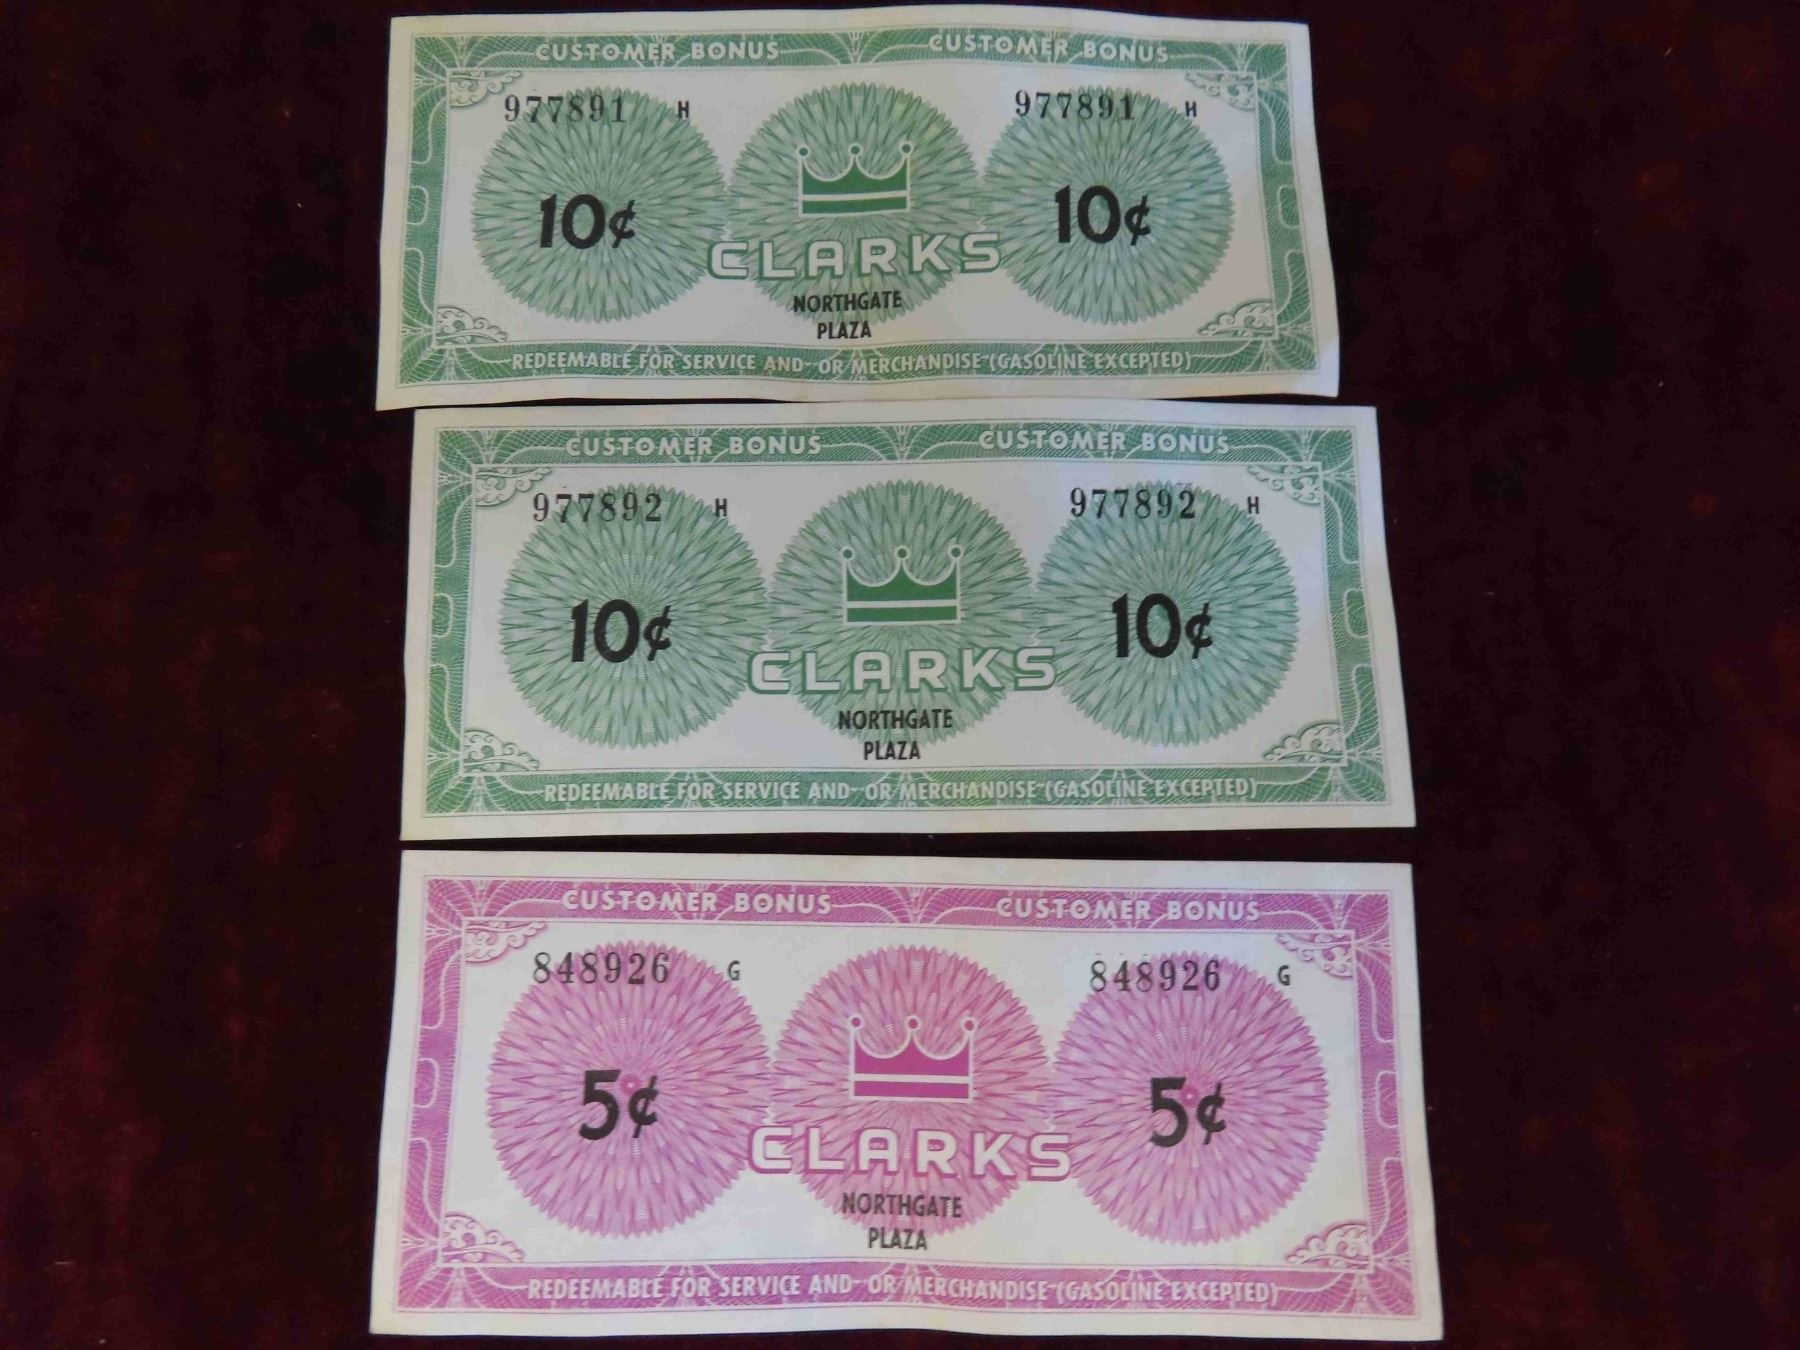 CUSTOMER BONUS CUSTOMER BONUS
977891 H 977891 H
10¢ 10¢
CLARKS
NORTHGATE
PLAZA
REDEEMABLE FOR SERVICE AND- OR MERCHANDISE (GASOLINE EXCEPTED)
CUSTOMER BONUS CUSTOMER BONUS
977892 H 977892 H
10¢ 10¢
CLARKS
NORTHGATE
PLAZA
REDEEMABLE FOR SERVICE AND- OR MERCHANDISE (GASOLINE EXCEPTED)
CUSTOMER BONUS CUSTOMER BONUS
848926 G 848926 G
5¢ 5¢
CLARKS
NORTHGATE
PLAZA
REDEEMABLE FOR SERVICE AND- OR MERCHANDISE (GASOLINE EXCEPTED)